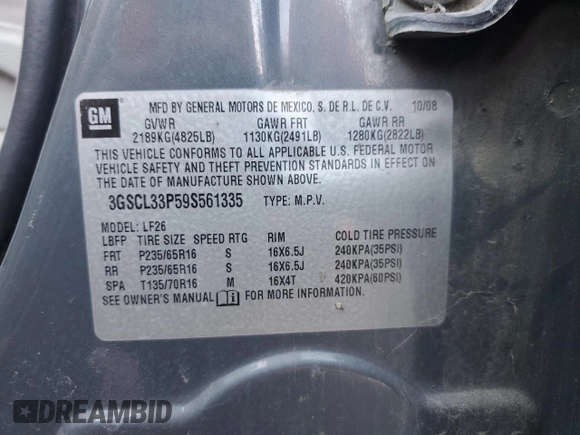 GM
MFD BY GENERAL MOTORS DE MEXICO, S. DE R.L. DE C.V. 10/08
GVWR GAWR FRT GAWR RR
2189KG(4825LB) 1130KG(2491LB) 1280KG(2822LB)
THIS VEHICLE CONFORMS TO ALL APPLICABLE U.S. FEDERAL MOTOR
VEHICLE SAFETY AND THEFT PREVENTION STANDARDS IN EFFECT ON
THE DATE OF MANUFACTURE SHOWN ABOVE.
3GSCL33P59S561335 TYPE: M.P.V.
MODEL: LF26
LBFP TIRE SIZE SPEED RTG RIM COLD TIRE PRESSURE
FRT P235/65R16 S 16X6.5J 240KPA(35PSI)
RR P235/65R16 S 16X6.5J 240KPA(35PSI)
SPA T135/70R16 M 16X4T 420KPA(60PSI)
SEE OWNER'S MANUAL FOR MORE INFORMATION.
DREAMBID